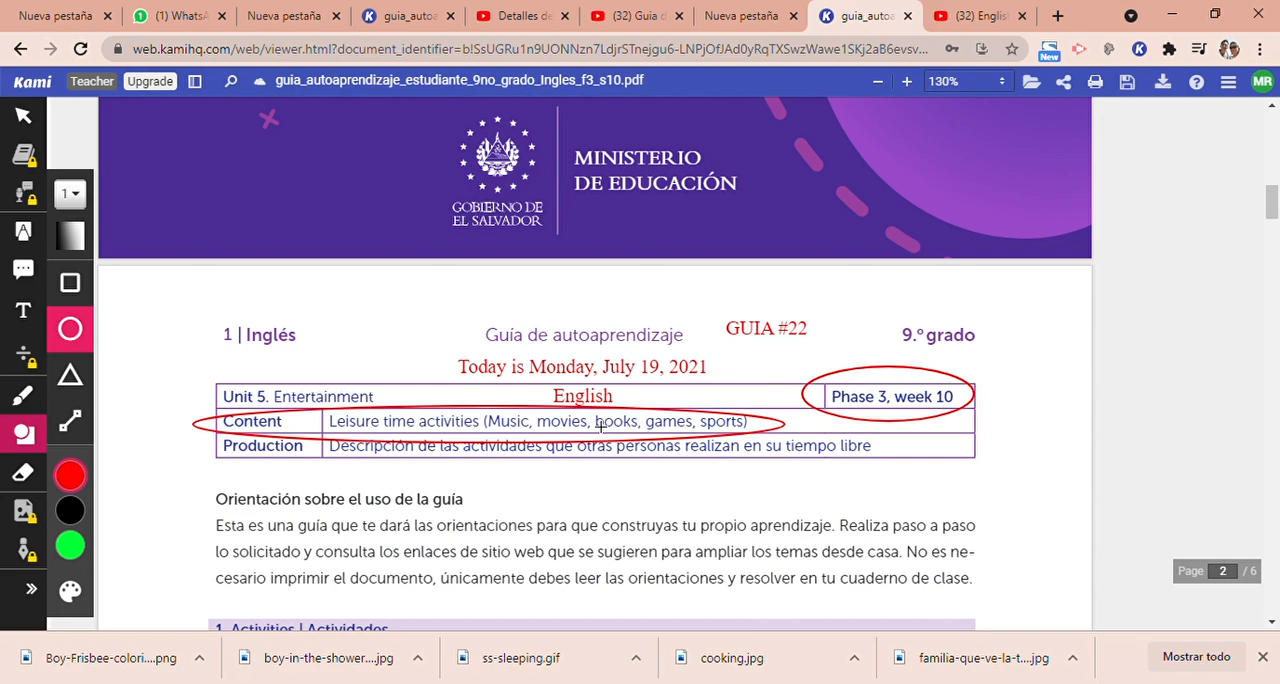 Nueva pestaña
(1) WhatsA
Nueva pestaña
guia_autoa
Detalles de
(32) Guia d
Nueva pestaña
guia_autoa
(32) Englis
web.kamihq.com/web/viewer.html?document_identifier=
New
Kami
Teacher
Upgrade
guia_autoaprendizaje_estudiante_9no_grado_Ingles_f3_s10.pdf
130%
MR
MINISTERIO
DE EDUCACIÓN
GOBIERNO DE
EL SALVADOR
1 | Inglés
Guía de autoaprendizaje
GUIA #22
9.º grado
Today is Monday, July 19, 2021
Unit 5. Entertainment
English
Phase 3, week 10
Content
Leisure time activities (Music, movies, books, games, sports)
Production
Descripción de las actividades que otras personas realizan en su tiempo libre
Orientación sobre el uso de la guía
Esta es una guía que te dará las orientaciones para que construyas tu propio aprendizaje. Realiza paso a paso
lo solicitado y consulta los enlaces de sitio web que se sugieren para ampliar los temas desde casa. No es ne-
cesario imprimir el documento, únicamente debes leer las orientaciones y resolver en tu cuaderno de clase.
1. Activities | Actividades
Page 2 / 6
1
T
Boy-Frisbee-colori....png
boy-in-the-shower....jpg
ss-sleeping.gif
cooking.jpg
familia-que-ve-la-t....jpg
Mostrar todo